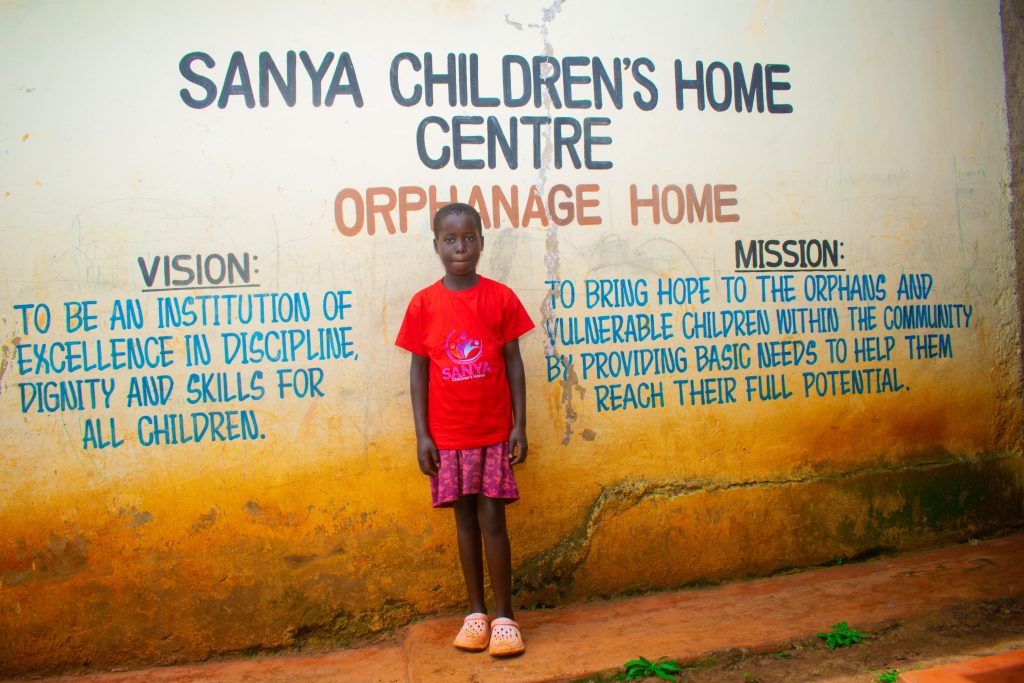 SANYA CHILDREN'S HOME
CENTRE
ORPHANAGE HOME
VISION:
TO BE AN INSTITUTION OF
EXCELLENCE IN DISCIPLINE,
DIGNITY AND SKILLS FOR
ALL CHILDREN.
MISSION:
TO BRING HOPE TO THE ORPHANS AND
VULNERABLE CHILDREN WITHIN THE COMMUNITY
BY PROVIDING BASIC NEEDS TO HELP THEM
REACH THEIR FULL POTENTIAL.
SANYA
Children's Home